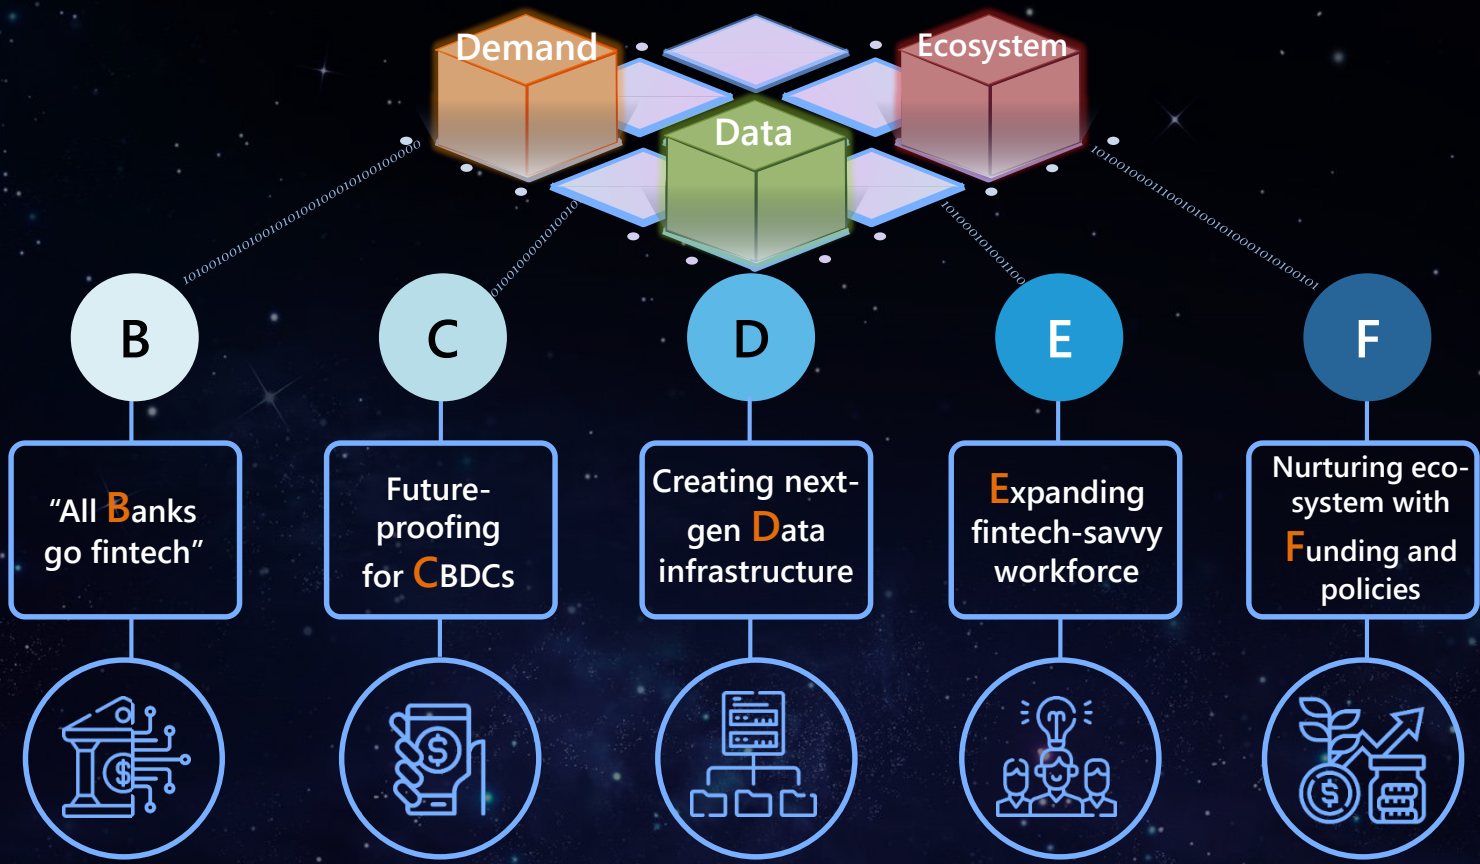 Demand
Ecosystem
Data
B
C
D
E
F
“All Banks
go fintech”
Future-
proofing
for CBDCs
Creating next-
gen Data
infrastructure
Expanding
fintech-savvy
workforce
Nurturing eco-
system with
Funding and
policies
$
$
$